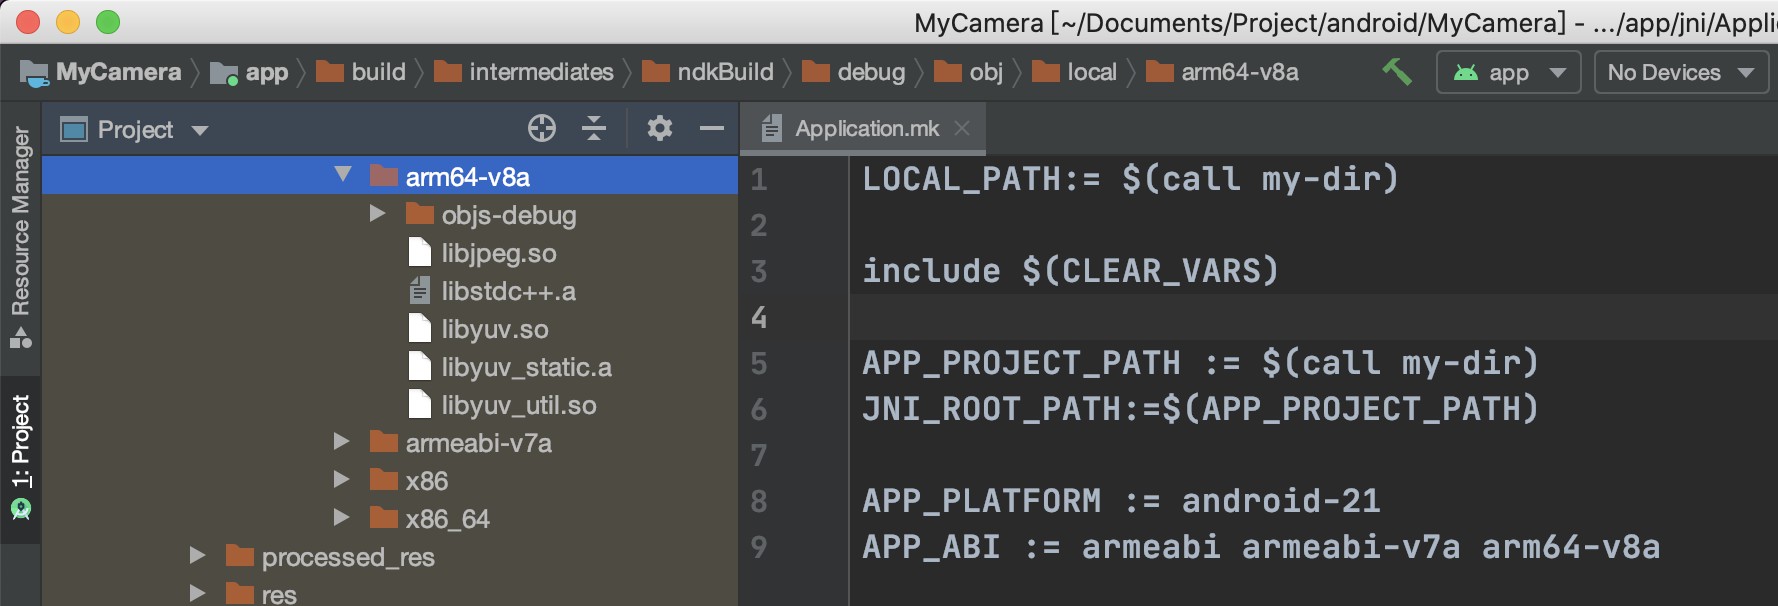 MyCamera [~/Documents/Project/android/MyCamera] - .../app/jni/Applic
MyCamera app build intermediates ndkBuild debug obj local arm64-v8a app No Devices
Resource Manager
1: Project
Project
arm64-v8a
objs-debug
libjpeg.so
libstdc++.a
libyuv.so
libyuv_static.a
libyuv_util.so
armeabi-v7a
x86
x86_64
processed_res
res
Application.mk
1 LOCAL_PATH:= $(call my-dir)
2
3 include $(CLEAR_VARS)
4
5 APP_PROJECT_PATH := $(call my-dir)
6 JNI_ROOT_PATH:=$(APP_PROJECT_PATH)
7
8 APP_PLATFORM := android-21
9 APP_ABI := armeabi armeabi-v7a arm64-v8a